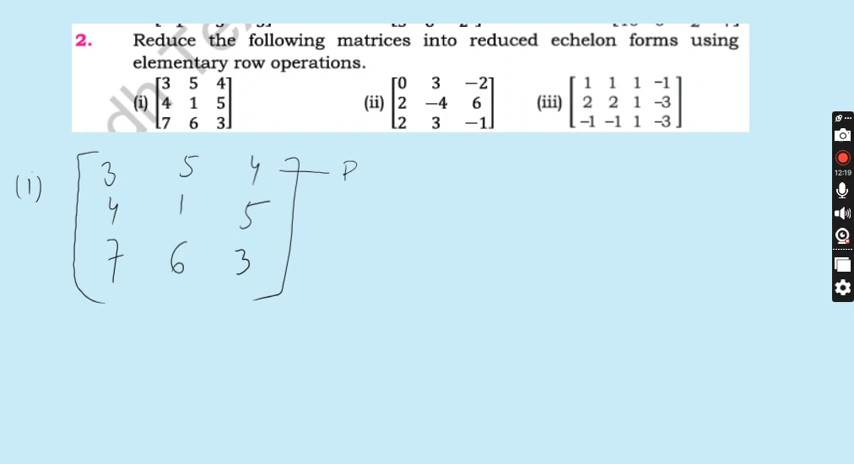 2. Reduce the following matrices into reduced echelon forms using
elementary row operations.
(i) [3 5 4] (ii) [0 3 −2] (iii) [1 1 1 −1]
[4 1 5] [2 −4 6] [2 2 1 −3]
[7 6 3] [2 3 −1] [−1 −1 1 −3]
(i) [3 5 4] P
4 1 5
7 6 3
12:19